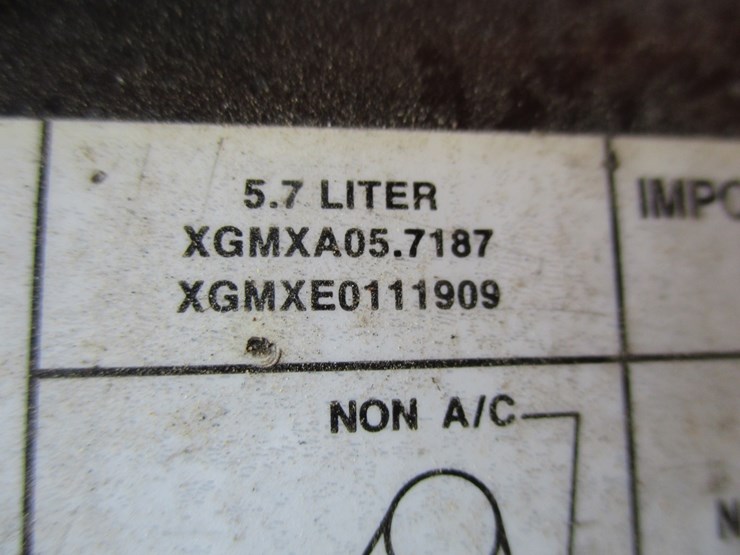 5.7 LITER
XGMXA05.7187
XGMXE0111909
NON A/C